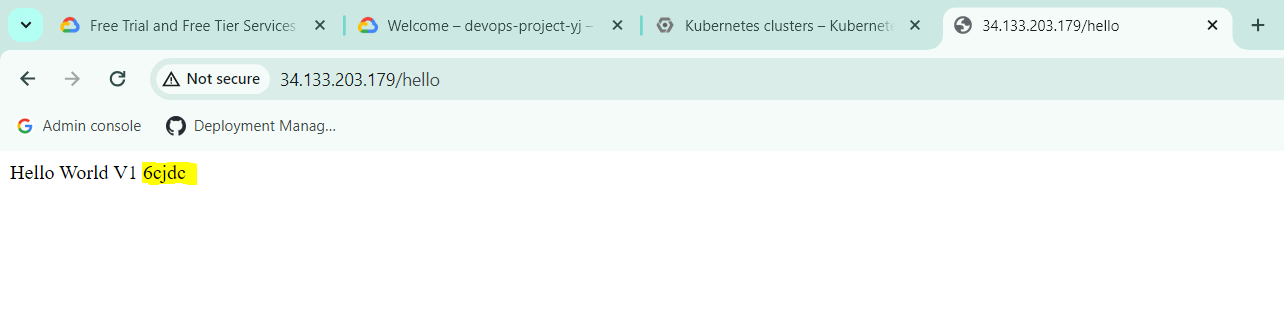 Free Trial and Free Tier Services
Welcome – devops-project-yj –
Kubernetes clusters – Kubernete
34.133.203.179/hello
Not secure
34.133.203.179/hello
Admin console
Deployment Manag...
Hello World V1 6cjdc